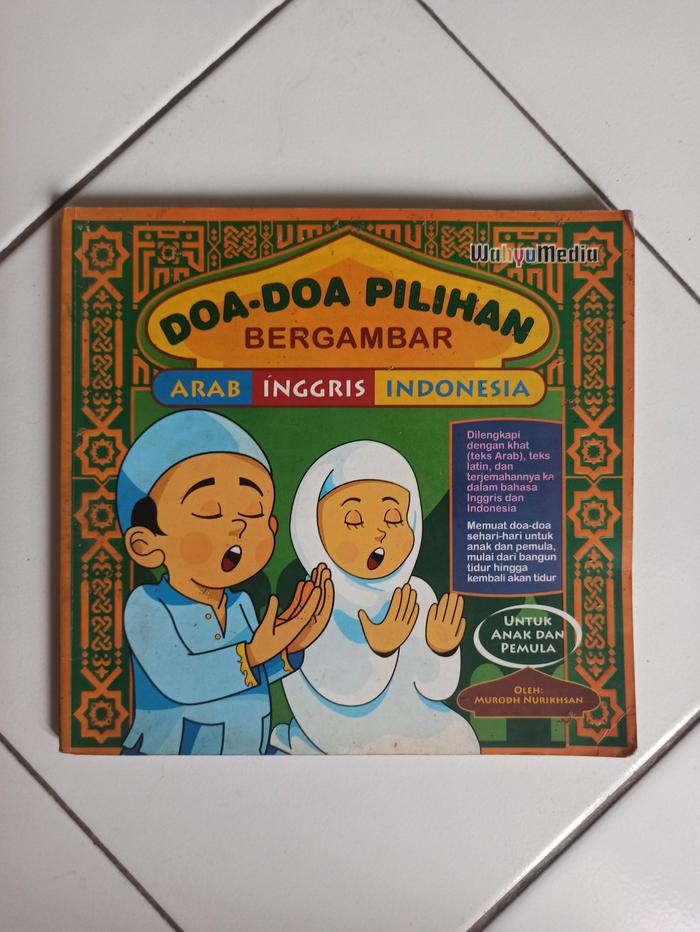 WahyuMedia
DOA-DOA PILIHAN
BERGAMBAR
ARAB INGGRIS INDONESIA
Dilengkapi
dengan khat
(teks Arab), teks
latin, dan
terjemahannya ke
dalam bahasa
Inggris dan
Indonesia
Memuat doa-doa
sehari-hari untuk
anak dan pemula,
mulai dari bangun
tidur hingga
kembali akan tidur
UNTUK
ANAK DAN
PEMULA
OLEH:
MURODH NURIKHSAN